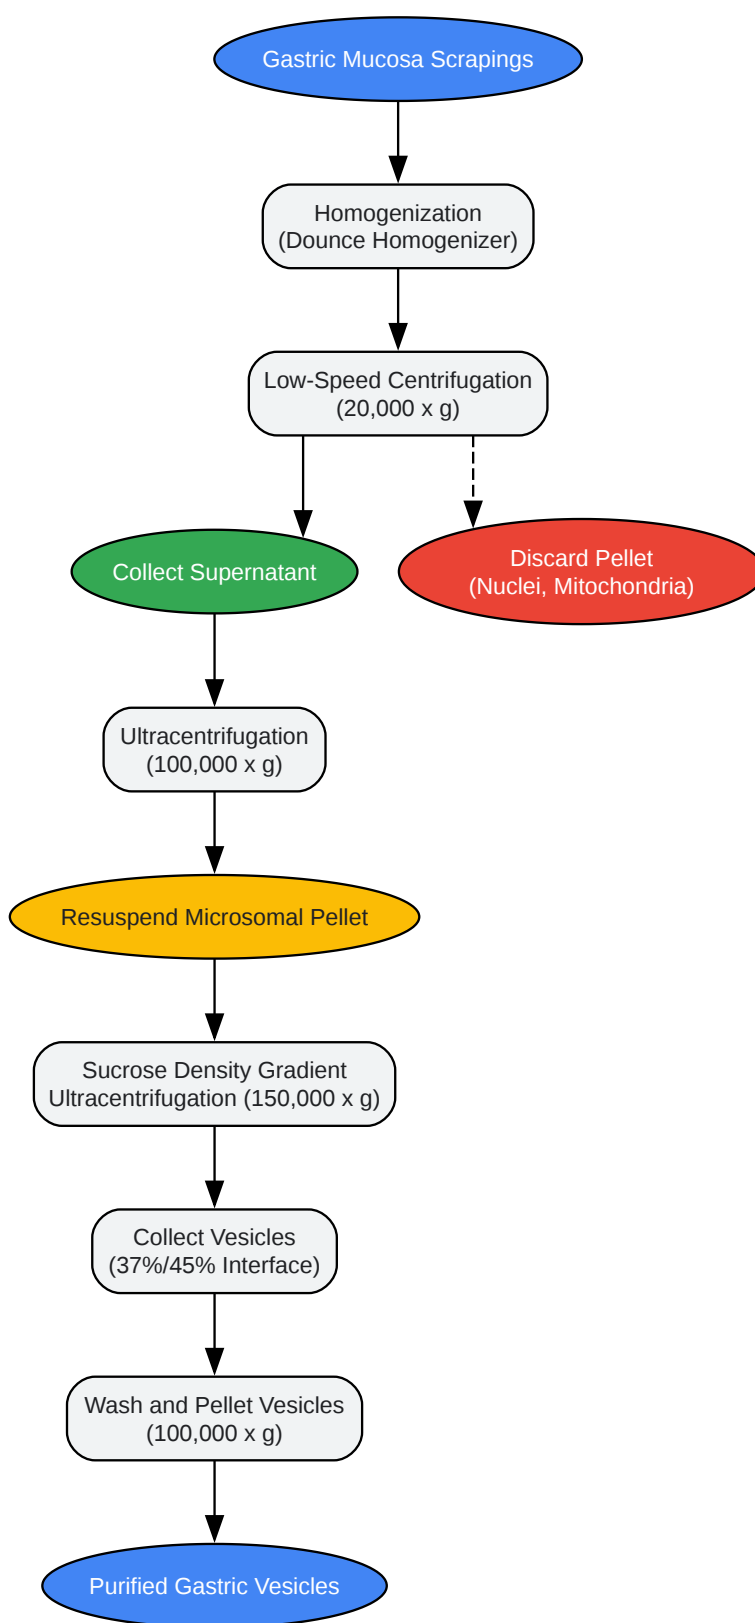 Gastric Mucosa Scrapings
Homogenization
(Dounce Homogenizer)
Low-Speed Centrifugation
(20,000 x g)
Collect Supernatant
Discard Pellet
(Nuclei, Mitochondria)
Ultracentrifugation
(100,000 x g)
Resuspend Microsomal Pellet
Sucrose Density Gradient
Ultracentrifugation (150,000 x g)
Collect Vesicles
(37%/45% Interface)
Wash and Pellet Vesicles
(100,000 x g)
Purified Gastric Vesicles